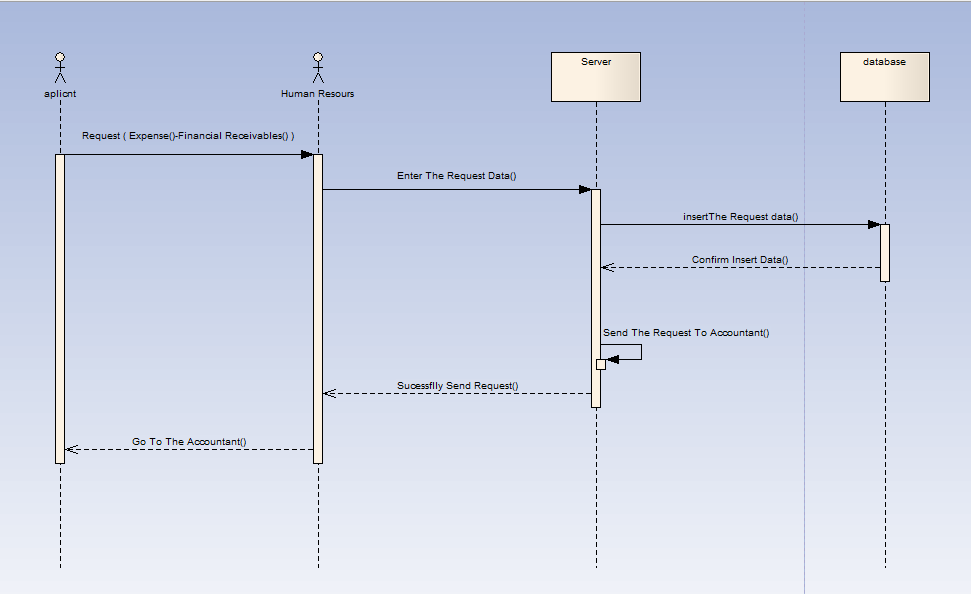 aplicnt
Human Resours
Server
database
Request ( Expense()-Financial Receivables() )
Enter The Request Data()
insertThe Request data()
Confirm Insert Data()
Send The Request To Accountant()
Sucessflly Send Request()
Go To The Accountant()